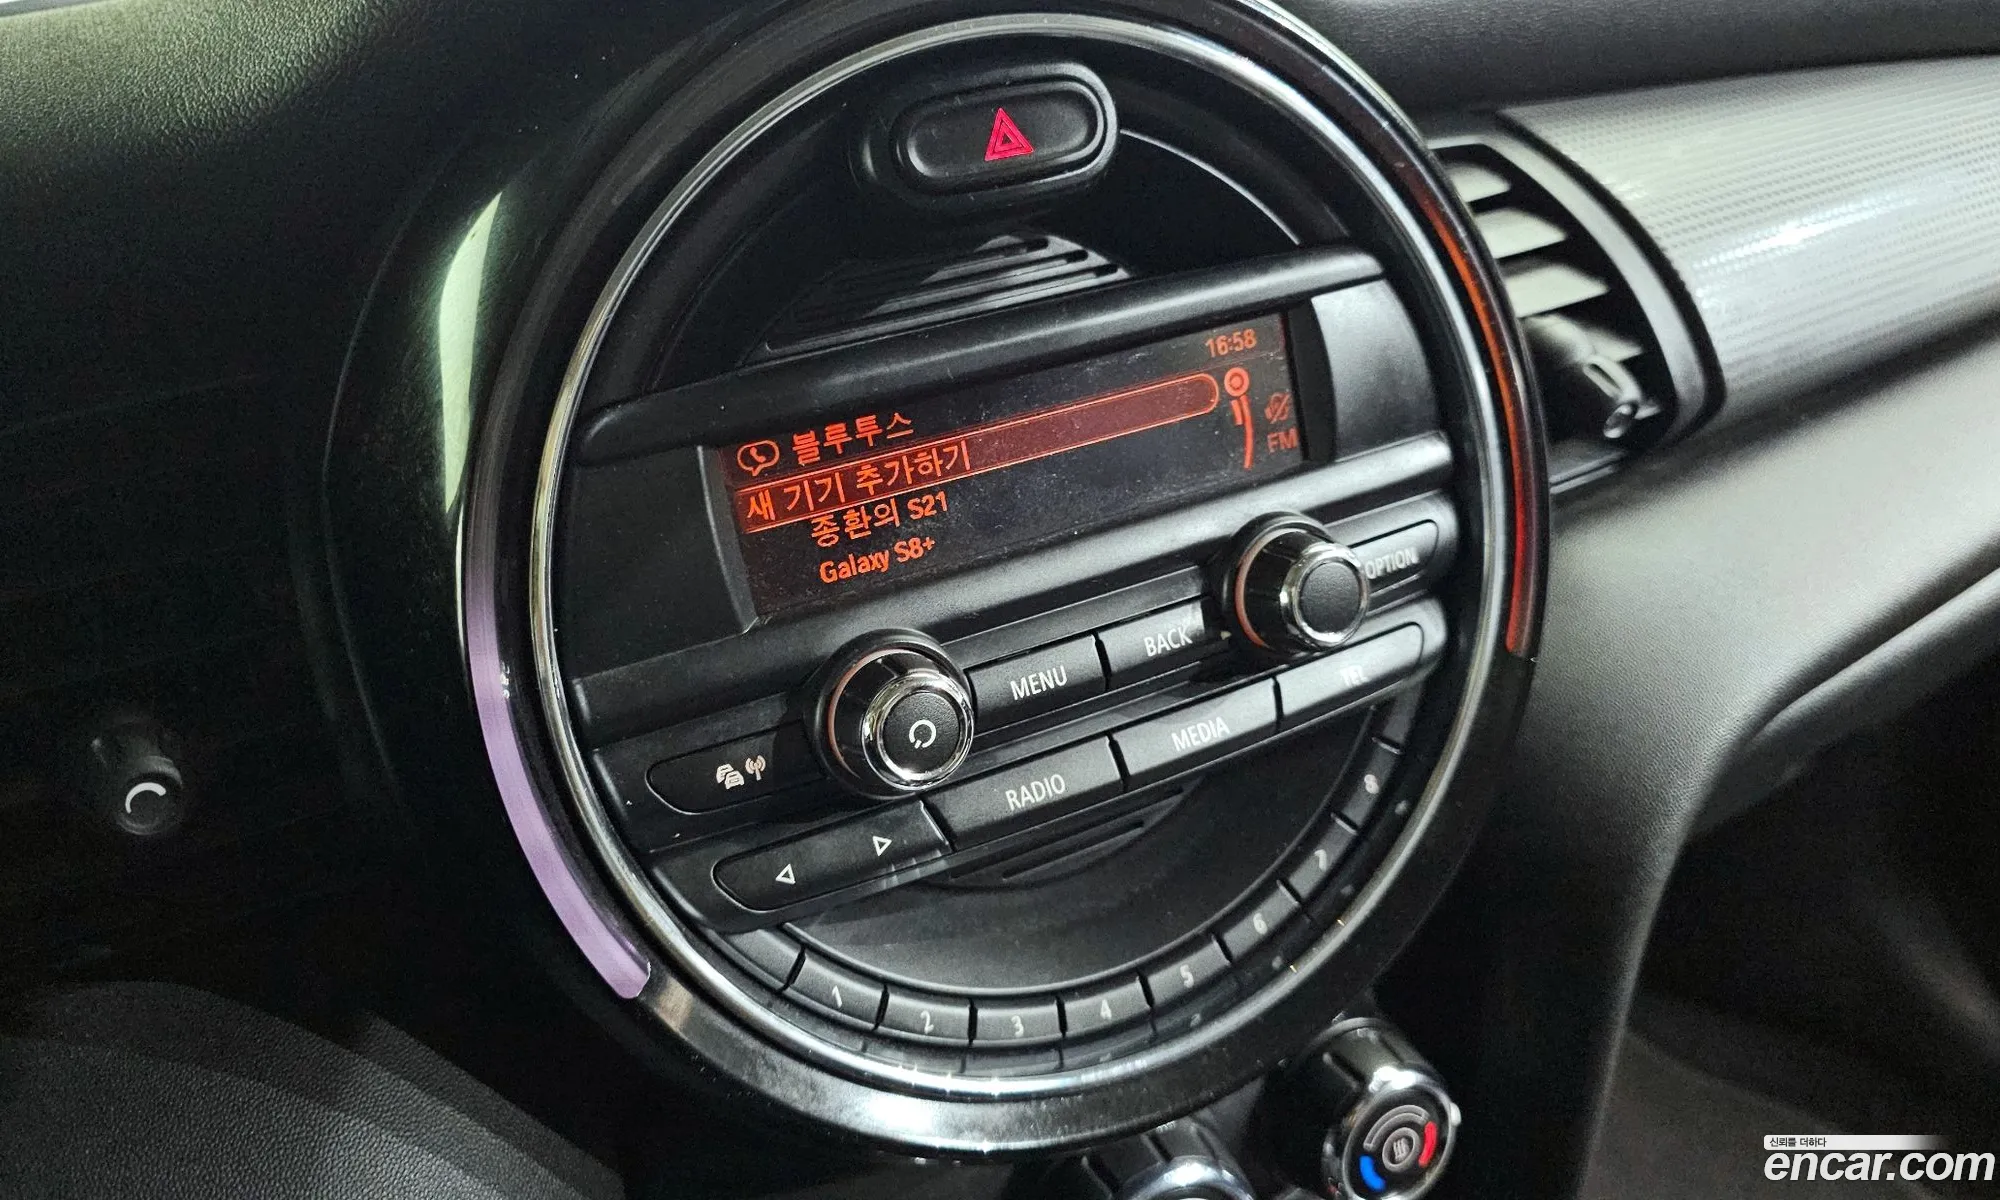 16:58
블루투스
새 기기 추가하기
종환의 S21
Galaxy S8+
FM
OPTION
MENU
BACK
RADIO
MEDIA
TEL
1
2
3
4
5
6
7
8
신뢰를 더하다
encar.com